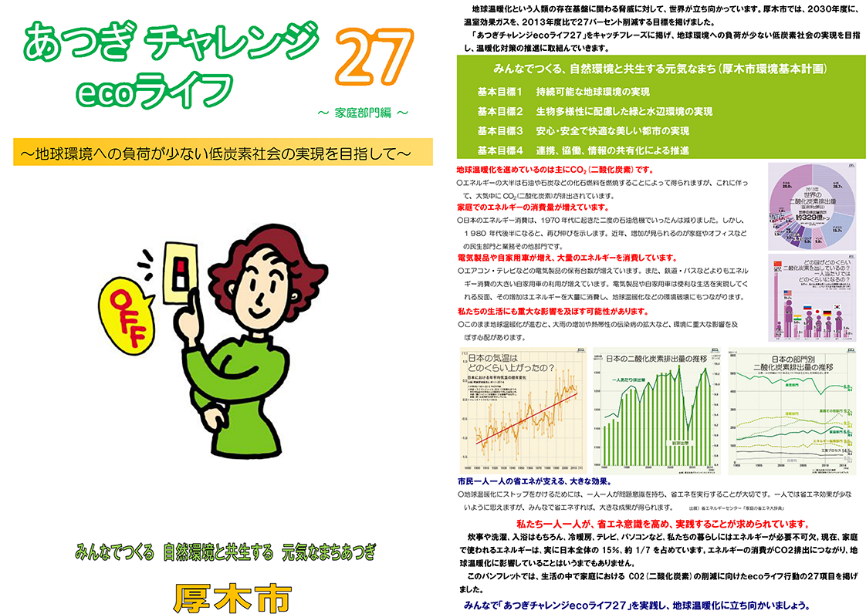 あつぎ チャレンジ
ecoライフ
27
～ 家庭部門編 ～
～地球環境への負荷が少ない低炭素社会の実現を目指して～
OFF
みんなでつくる 自然環境と共生する 元気なまちあつぎ
厚木市
地球温暖化という人類の存在基盤に関わる脅威に対して、世界が立ち向かっています。厚木市では、2030年度に、
温室効果ガスを、2013年度比で27パーセント削減する目標を掲げました。
「あつぎチャレンジecoライフ27」をキャッチフレーズに掲げ、地球環境への負荷が少ない低炭素社会の実現を目指
し、温暖化対策の推進に取組んでいきます。
みんなでつくる、自然環境と共生する元気なまち(厚木市環境基本計画)
基本目標1 持続可能な地球環境の実現
基本目標2 生物多様性に配慮した緑と水辺環境の実現
基本目標3 安心・安全で快適な美しい都市の実現
基本目標4 連携、協働、情報の共有化による推進
地球温暖化を進めているのは主にCO2(二酸化炭素)です。
○エネルギーの大半は石油や石炭などの化石燃料を燃焼することによって得られますが、これに伴っ
て、大気中にCO2(二酸化炭素)が排出されています。
家庭でのエネルギーの消費量が増えています。
○日本のエネルギー消費は、1970年代に起きた二度の石油危機でいったんは減りました。しかし、
1980年代後半になると、再び伸びを示します。近年、増加が見られるのが家庭やオフィスなど
の民生部門と業務その他部門です。
電気製品や自家用車が増え、大量のエネルギーを消費しています。
○エアコン・テレビなどの電気製品の保有台数が増えています。また、鉄道・バスなどよりもエネル
ギー消費の大きい自家用車の利用が増えています。電気製品や自家用車は便利な生活を実現してく
れる反面、その増加はエネルギーを大量に消費し、地球温暖化などの環境破壊にもつながります。
私たちの生活にも重大な影響を及ぼす可能性があります。
○このまま地球温暖化が進むと、大雨の増加や熱帯性の伝染病の拡大など、環境に重大な影響を及
ぼす心配があります。
世界の
二酸化炭素排出量
約329億トン
どの国がどのくらい
二酸化炭素を出しているの?
一人当たりでは
どのくらいになるの?
日本の気温は
どのくらい上がったの?
日本の二酸化炭素排出量の推移
一人当たり排出量
日本の部門別
二酸化炭素排出量の推移
市民一人一人の省エネが支える、大きな効果。
○地球温暖化にストップをかけるためには、一人一人が問題意識を持ち、省エネを実行することが大切です。一人では省エネ効果が少な
いように思えますが、みんなで省エネすれば、大きな成果が得られます。 出典)省エネルギーセンター「家庭の省エネ大辞典」
私たち一人一人が、省エネ意識を高め、実践することが求められています。
炊事や洗濯、入浴はもちろん、冷暖房、テレビ、パソコンなど、私たちの暮らしにはエネルギーが必要不可欠。現在、家庭
で使われるエネルギーは、実に日本全体の 15%、約 1/7 を占めています。エネルギーの消費がCO2排出につながり、地
球温暖化に影響していることはいうまでもありません。
このパンフレットでは、生活の中で家庭における CO2(二酸化炭素)の削減に向けたecoライフ行動の27項目を掲げ
ました。
みんなで「あつぎチャレンジecoライフ27」を実践し、地球温暖化に立ち向かいましょう。